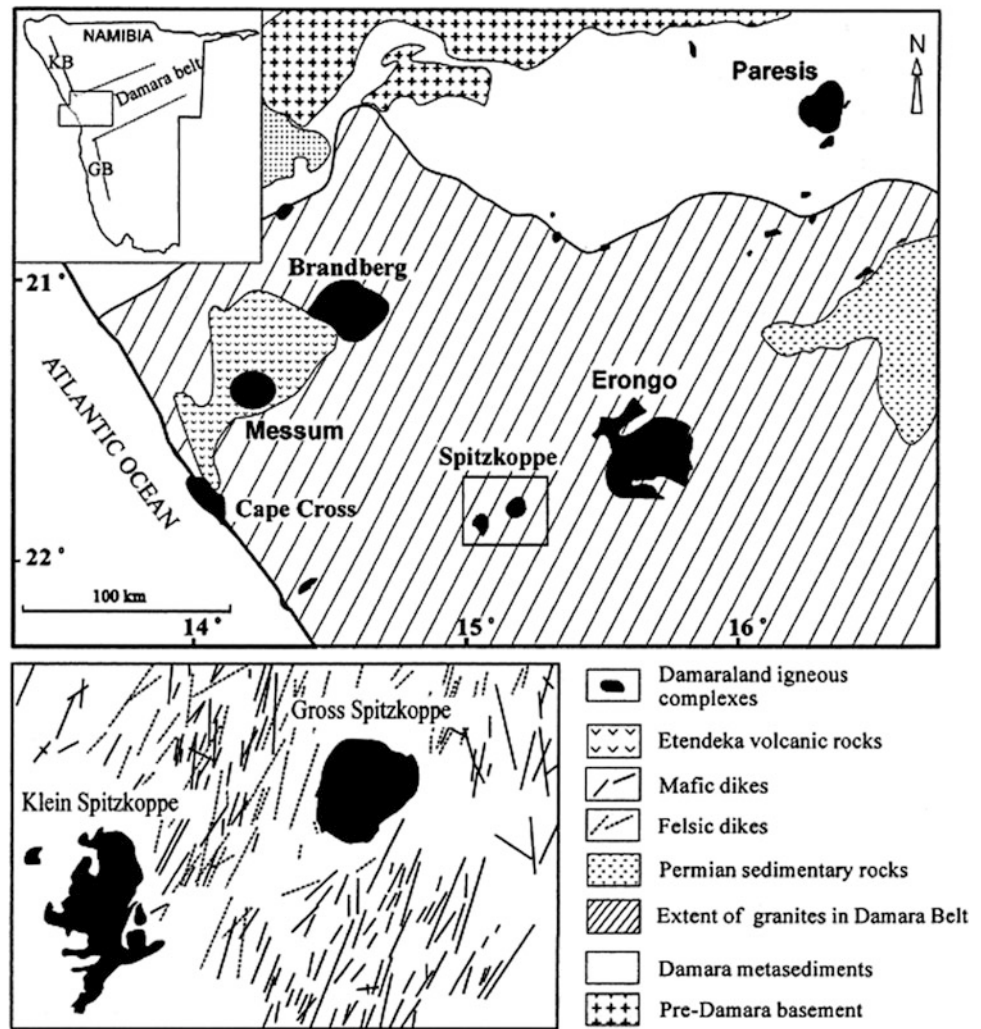 NAMIBIA
KB
Damara belt
GB
N
Paresis
21°
Brandberg
ATLANTIC OCEAN
Messum
Erongo
Spitzkoppe
Cape Cross
22°
100 km
14°
15°
16°
Gross Spitzkoppe
Klein Spitzkoppe
Damaraland igneous
complexes
Etendeka volcanic rocks
Mafic dikes
Felsic dikes
Permian sedimentary rocks
Extent of granites in Damara Belt
Damara metasediments
Pre-Damara basement